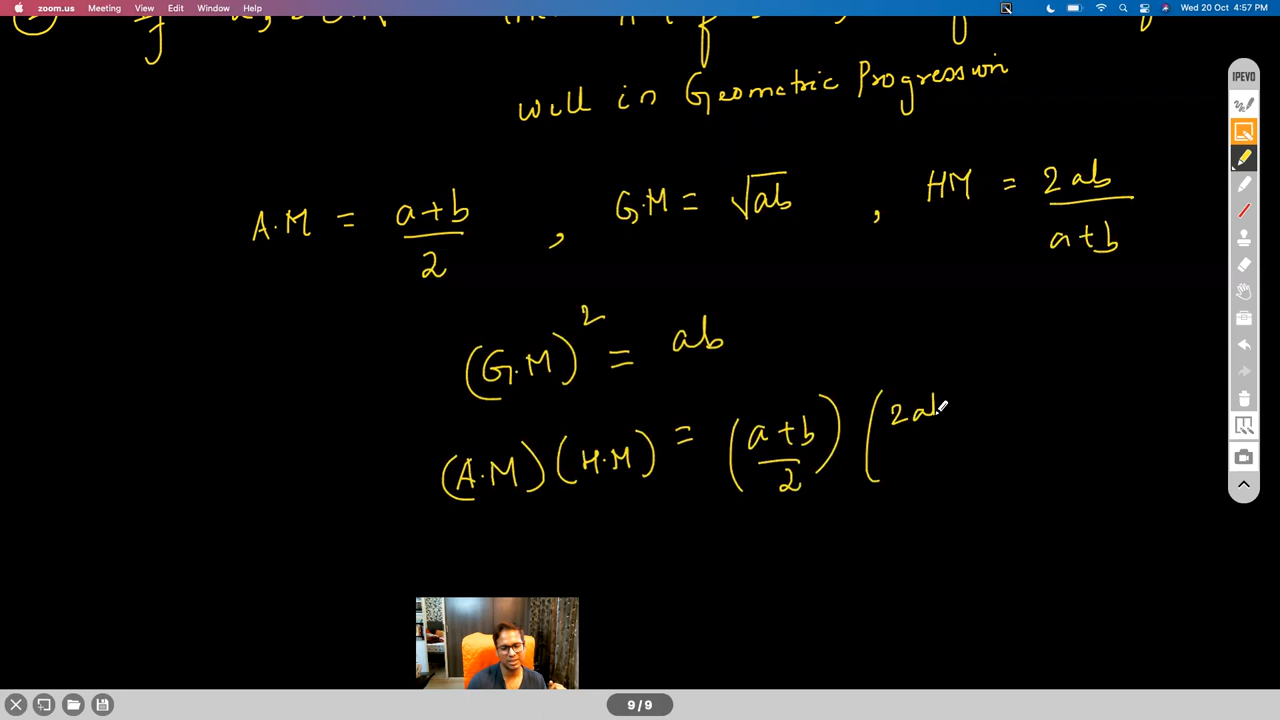 zoom.us Meeting View Edit Window Help Wed 20 Oct 4:57 PM
will in Geometric Progression
IPEVO
A.M = a+b/2 , G.M = √ab , HM = 2ab/a+b
(G.M)² = ab
(A.M)(H.M) = (a+b/2) (2ab
9/9